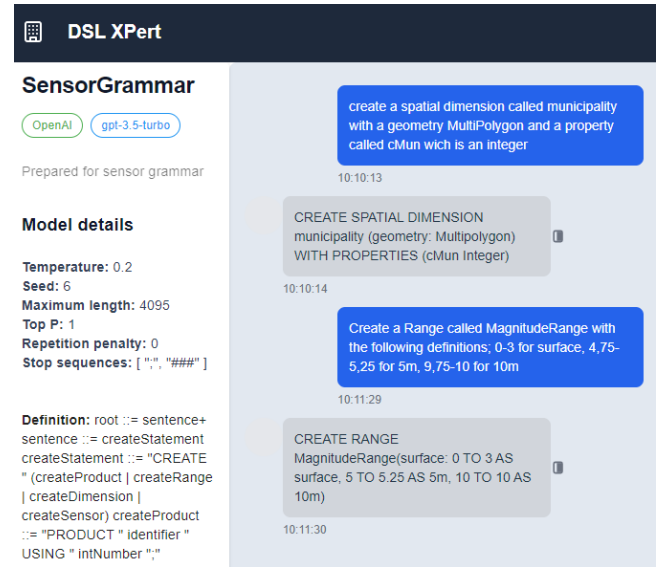 DSL XPert
SensorGrammar
OpenAI
gpt-3.5-turbo
Prepared for sensor grammar
Model details
Temperature: 0.2
Seed: 6
Maximum length: 4095
Top P: 1
Repetition penalty: 0
Stop sequences: [ ";", "###" ]
Definition: root ::= sentence+
sentence ::= createStatement
createStatement ::= "CREATE
" (createProduct | createRange
| createDimension |
createSensor) createProduct
::= "PRODUCT " identifier "
USING " intNumber ";"
create a spatial dimension called municipality
with a geometry MultiPolygon and a property
called cMun wich is an integer
10:10:13
CREATE SPATIAL DIMENSION
municipality (geometry: Multipolygon)
WITH PROPERTIES (cMun Integer)
10:10:14
Create a Range called MagnitudeRange with
the following definitions; 0-3 for surface, 4,75-
5,25 for 5m, 9,75-10 for 10m
10:11:29
CREATE RANGE
MagnitudeRange(surface: 0 TO 3 AS
surface, 5 TO 5.25 AS 5m, 10 TO 10 AS
10m)
10:11:30